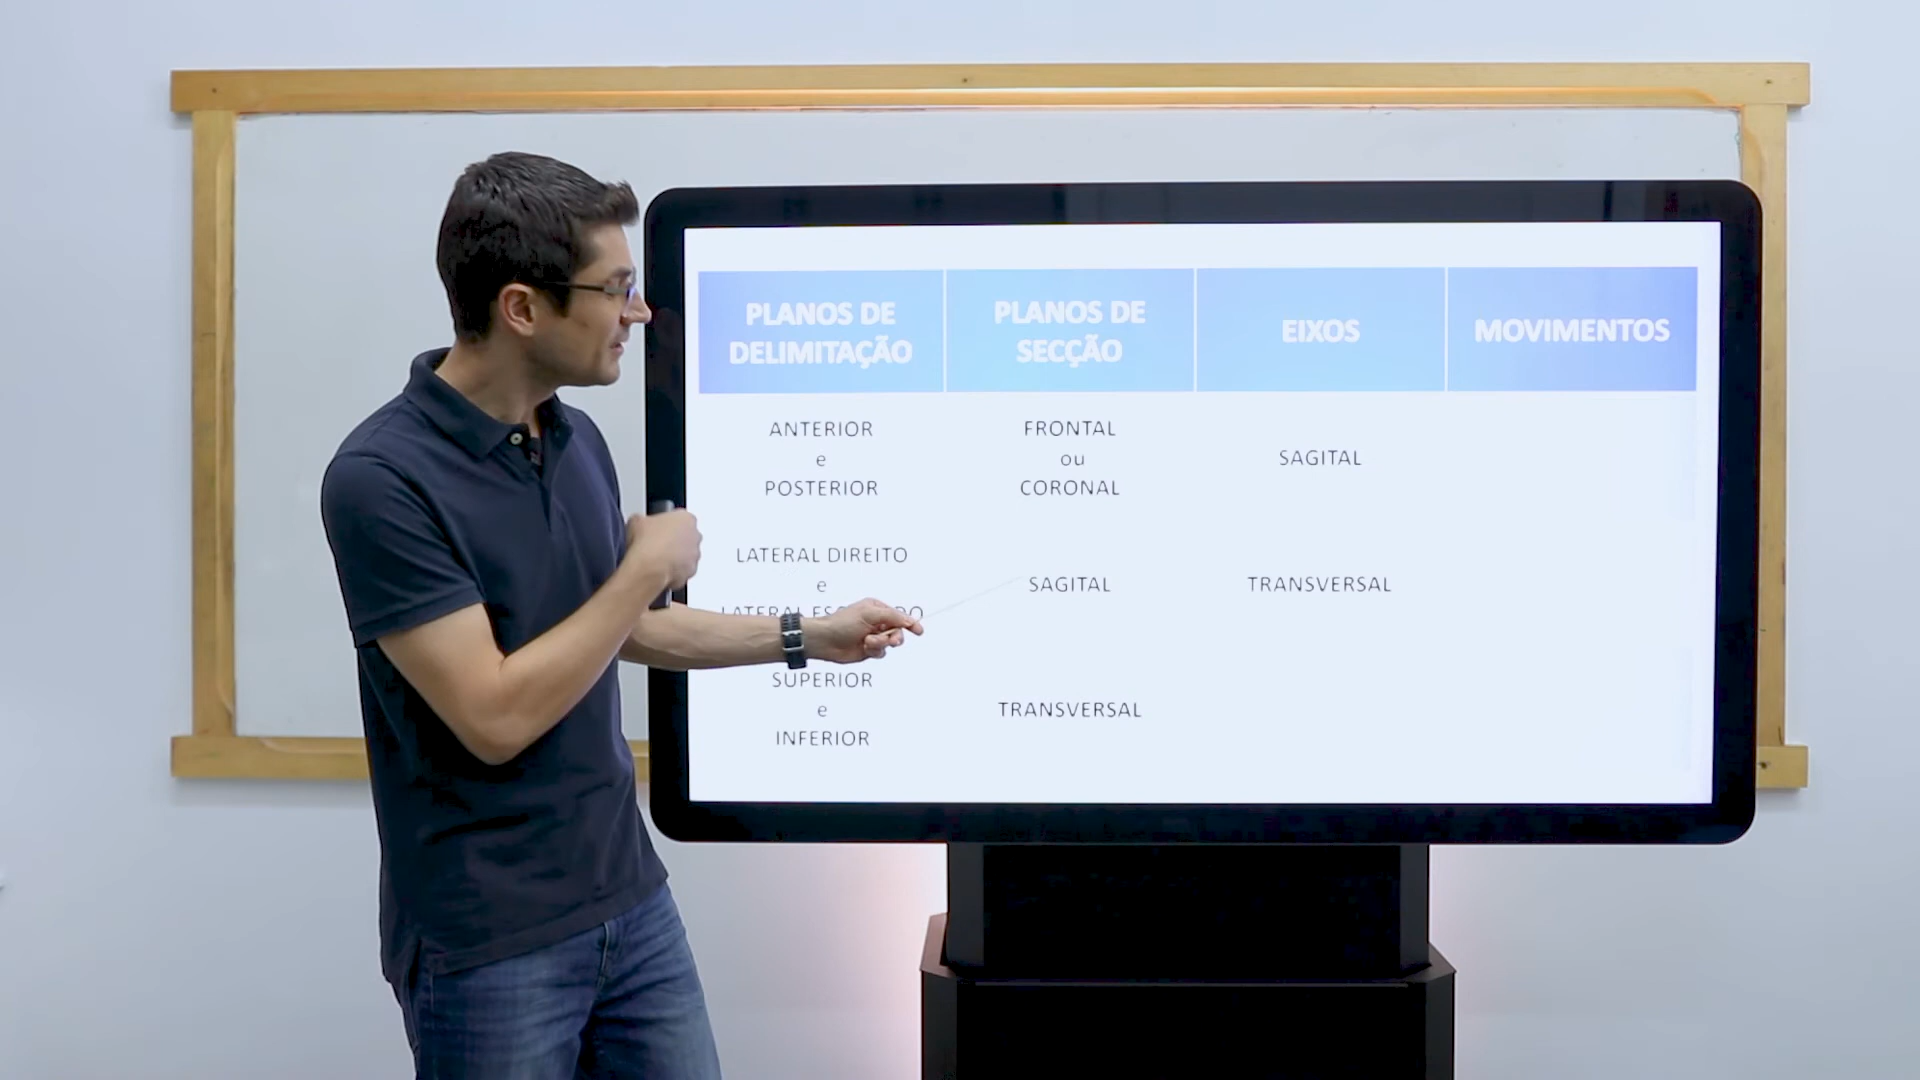 PLANOS DE
DELIMITAÇÃO
PLANOS DE
SECÇÃO
EIXOS
MOVIMENTOS
ANTERIOR
e
POSTERIOR
FRONTAL
ou
CORONAL
SAGITAL
LATERAL DIREITO
e
LATERAL
SAGITAL
TRANSVERSAL
SUPERIOR
e
INFERIOR
TRANSVERSAL